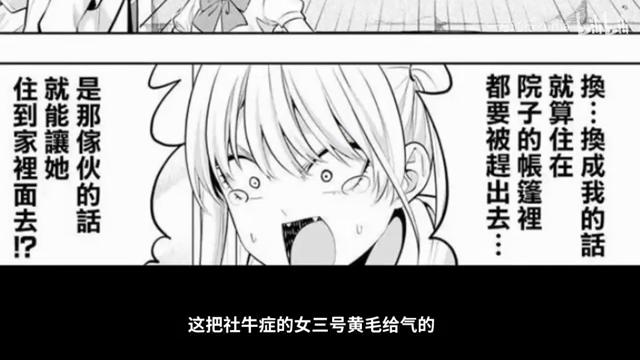 換…換成我的話
就算住在
院子的帳篷裡
都要被趕出去…
是那傢伙的話
就能讓她
住到家裡面去!?
这把社牛症的女三号黄毛给气的